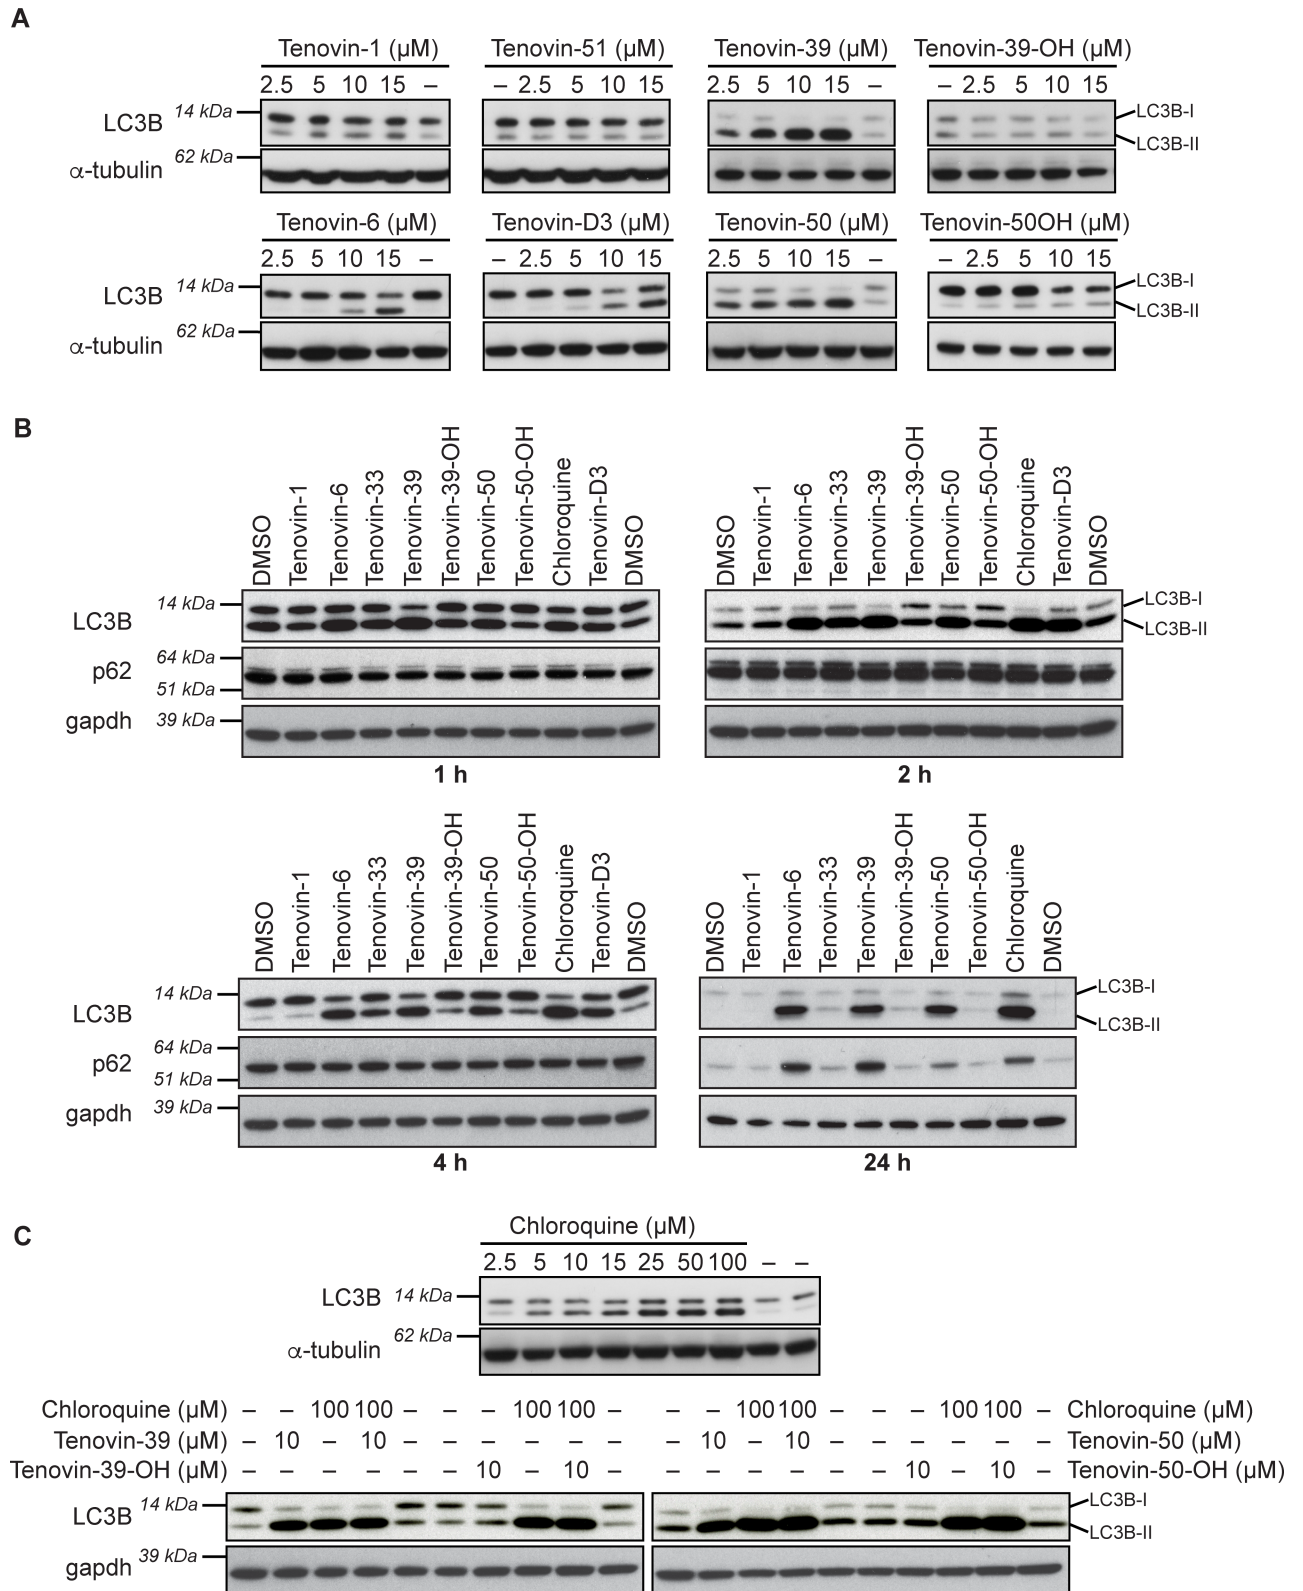 A
Tenovin-1 (μM) Tenovin-51 (μM) Tenovin-39 (μM) Tenovin-39-OH (μM)
2.5 5 10 15 – – 2.5 5 10 15 2.5 5 10 15 – – 2.5 5 10 15
LC3B 14 kDa LC3B-I
LC3B-II
α-tubulin 62 kDa
Tenovin-6 (μM) Tenovin-D3 (μM) Tenovin-50 (μM) Tenovin-50OH (μM)
2.5 5 10 15 – – 2.5 5 10 15 2.5 5 10 15 – – 2.5 5 10 15
LC3B 14 kDa LC3B-I
LC3B-II
α-tubulin 62 kDa
B
DMSO Tenovin-1 Tenovin-6 Tenovin-33 Tenovin-39 Tenovin-39-OH Tenovin-50 Tenovin-50-OH Chloroquine Tenovin-D3 DMSO
DMSO Tenovin-1 Tenovin-6 Tenovin-33 Tenovin-39 Tenovin-39-OH Tenovin-50 Tenovin-50-OH Chloroquine Tenovin-D3 DMSO
LC3B 14 kDa LC3B-I
LC3B-II
p62 64 kDa
51 kDa
gapdh 39 kDa
1 h 2 h
DMSO Tenovin-1 Tenovin-6 Tenovin-33 Tenovin-39 Tenovin-39-OH Tenovin-50 Tenovin-50-OH Chloroquine Tenovin-D3 DMSO
DMSO Tenovin-1 Tenovin-6 Tenovin-33 Tenovin-39 Tenovin-39-OH Tenovin-50 Tenovin-50-OH Chloroquine DMSO
LC3B 14 kDa LC3B-I
LC3B-II
p62 64 kDa
51 kDa
gapdh 39 kDa
4 h 24 h
C
Chloroquine (μM)
2.5 5 10 15 25 50 100 – –
LC3B 14 kDa
α-tubulin 62 kDa
Chloroquine (μM) – – 100 100 – – – 100 100 – – – 100 100 – – – 100 100 – Chloroquine (μM)
Tenovin-39 (μM) – 10 – 10 – – – – – – – 10 – 10 – – – – – – Tenovin-50 (μM)
Tenovin-39-OH (μM) – – – – – – 10 – 10 – – – – – – – 10 – 10 – Tenovin-50-OH (μM)
LC3B 14 kDa LC3B-I
LC3B-II
gapdh 39 kDa